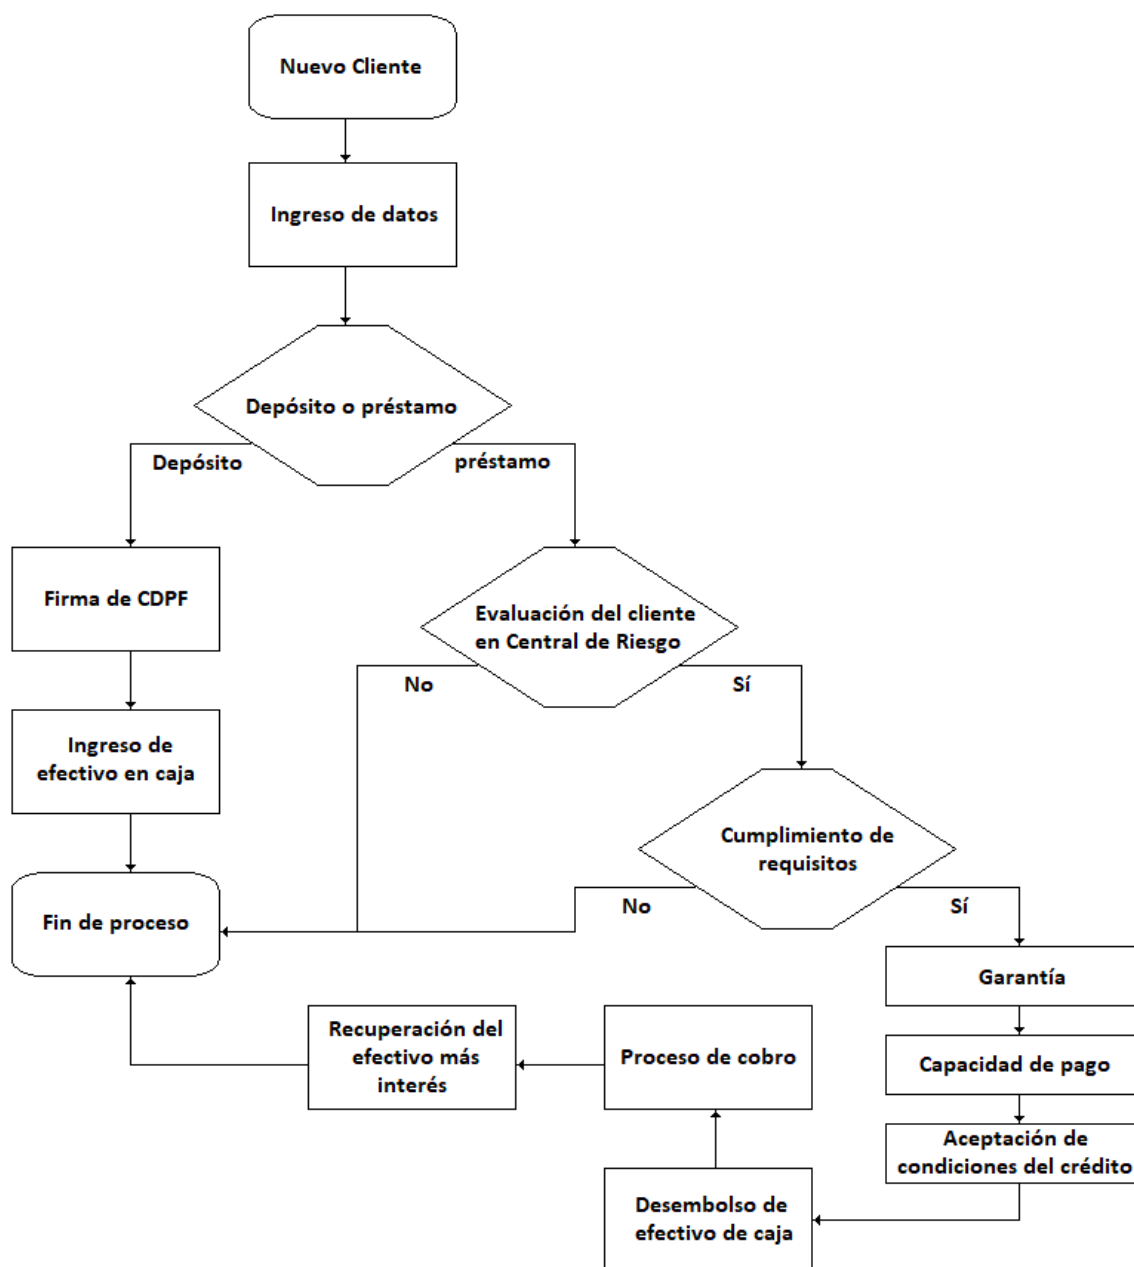 Nuevo Cliente
Ingreso de datos
Depósito o préstamo
Depósito
préstamo
Firma de CDPF
Evaluación del cliente
en Central de Riesgo
No
Sí
Ingreso de
efectivo en caja
Cumplimiento de
requisitos
No
Sí
Fin de proceso
Garantía
Recuperación del
efectivo más
interés
Proceso de cobro
Capacidad de pago
Aceptación de
condiciones del crédito
Desembolso de
efectivo de caja